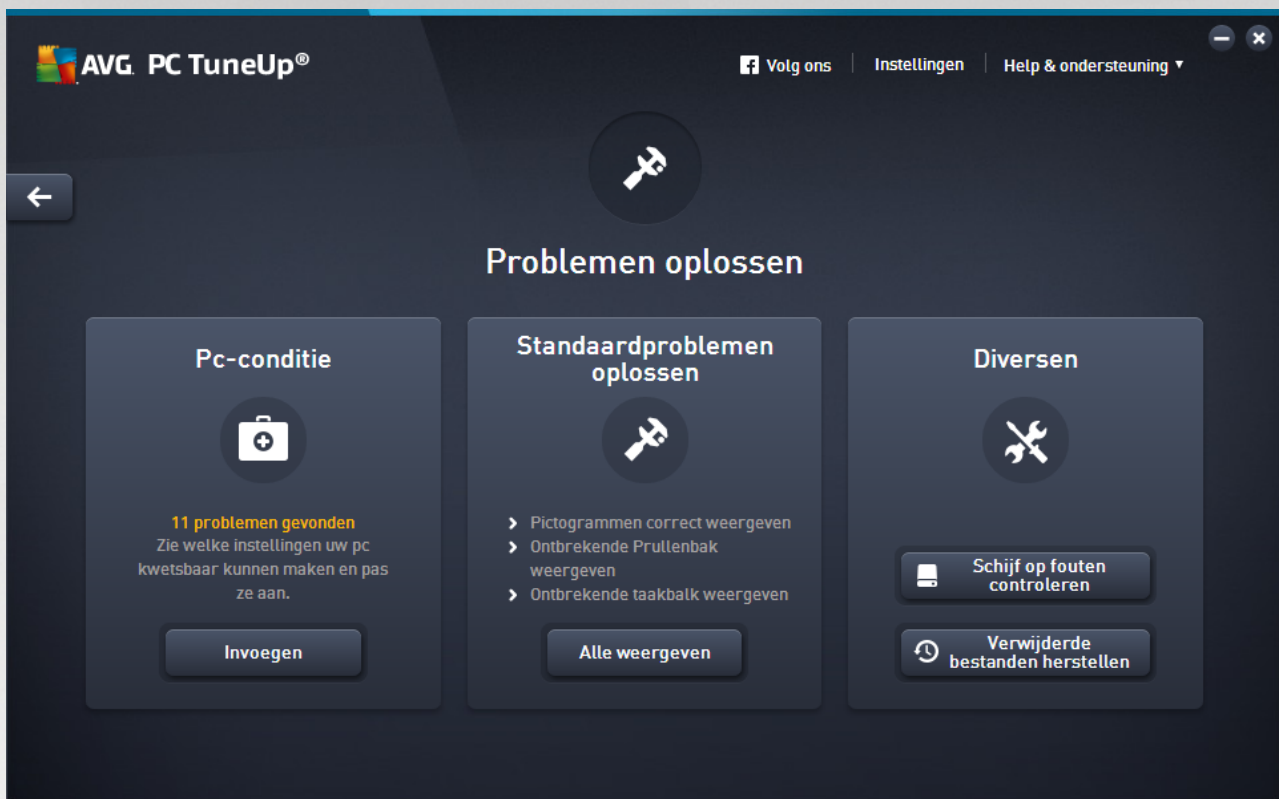 AVG. PC TuneUp®
Volg ons
Instellingen
Help & ondersteuning
Problemen oplossen
Pc-conditie
11 problemen gevonden
Zie welke instellingen uw pc
kwetsbaar kunnen maken en pas
ze aan.
Invoegen
Standaardproblemen
oplossen
Pictogrammen correct weergeven
Ontbrekende Prullenbak
weergeven
Ontbrekende taakbalk weergeven
Alle weergeven
Diversen
Schijf op fouten
controleren
Verwijderde
bestanden herstellen